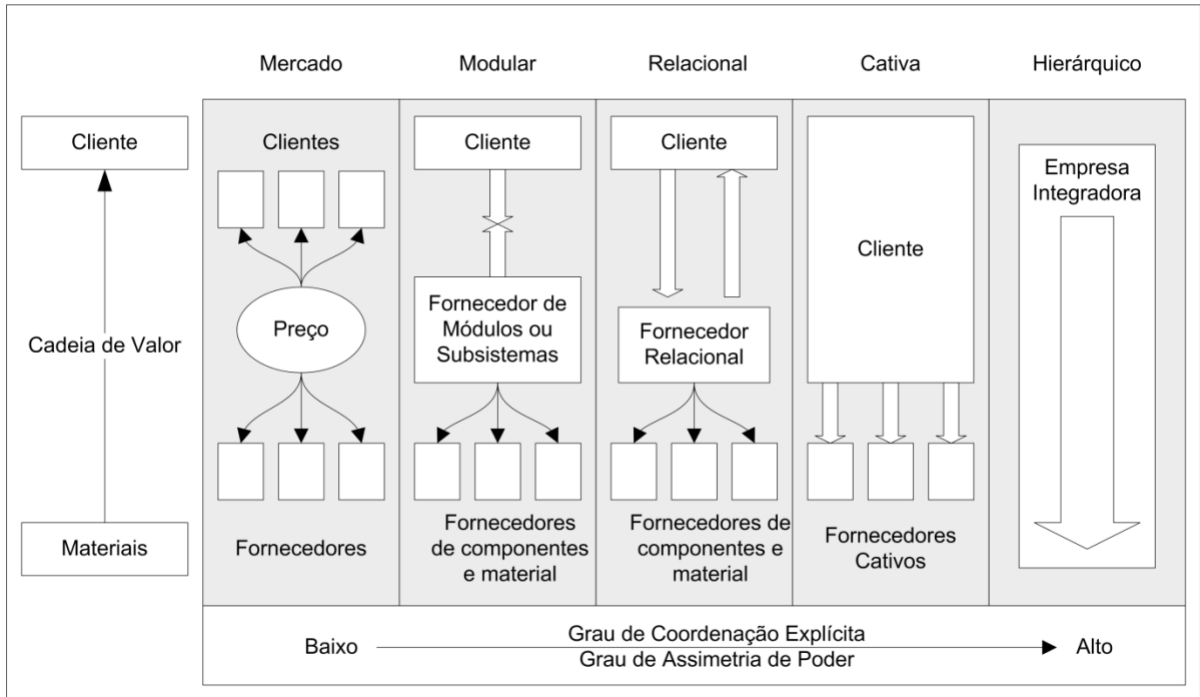 Mercado
Modular
Relacional
Cativa
Hierárquico
Cliente
Cadeia de Valor
Materiais
Clientes
Preço
Fornecedores
Cliente
Fornecedor de
Módulos ou
Subsistemas
Fornecedores
de componentes
e material
Cliente
Fornecedor
Relacional
Fornecedores de
componentes e
material
Cliente
Fornecedores
Cativos
Empresa
Integradora
Baixo
Grau de Coordenação Explícita
Grau de Assimetria de Poder
Alto